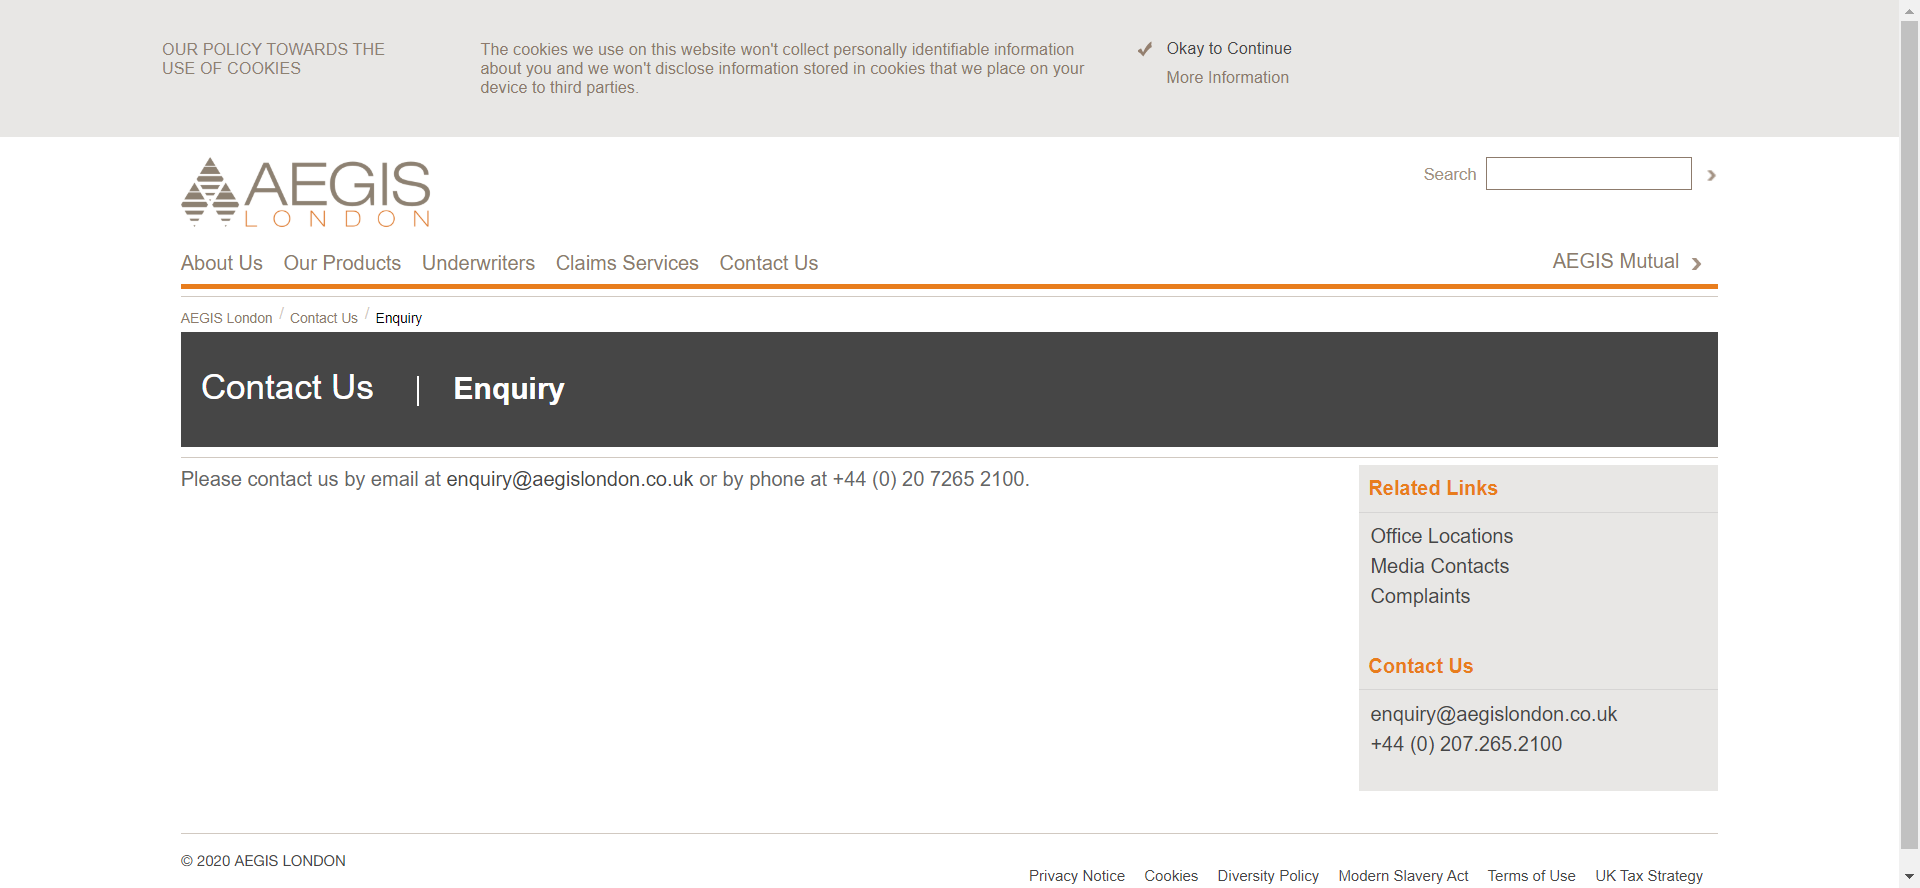 OUR POLICY TOWARDS THE
USE OF COOKIES
The cookies we use on this website won't collect personally identifiable information
about you and we won't disclose information stored in cookies that we place on your
device to third parties.
Okay to Continue
More Information
AEGIS
LONDON
Search
About Us Our Products Underwriters Claims Services Contact Us
AEGIS Mutual
AEGIS London / Contact Us / Enquiry
Contact Us | Enquiry
Please contact us by email at enquiry@aegislondon.co.uk or by phone at +44 (0) 20 7265 2100.
Related Links
Office Locations
Media Contacts
Complaints
Contact Us
enquiry@aegislondon.co.uk
+44 (0) 207.265.2100
© 2020 AEGIS LONDON
Privacy Notice Cookies Diversity Policy Modern Slavery Act Terms of Use UK Tax Strategy